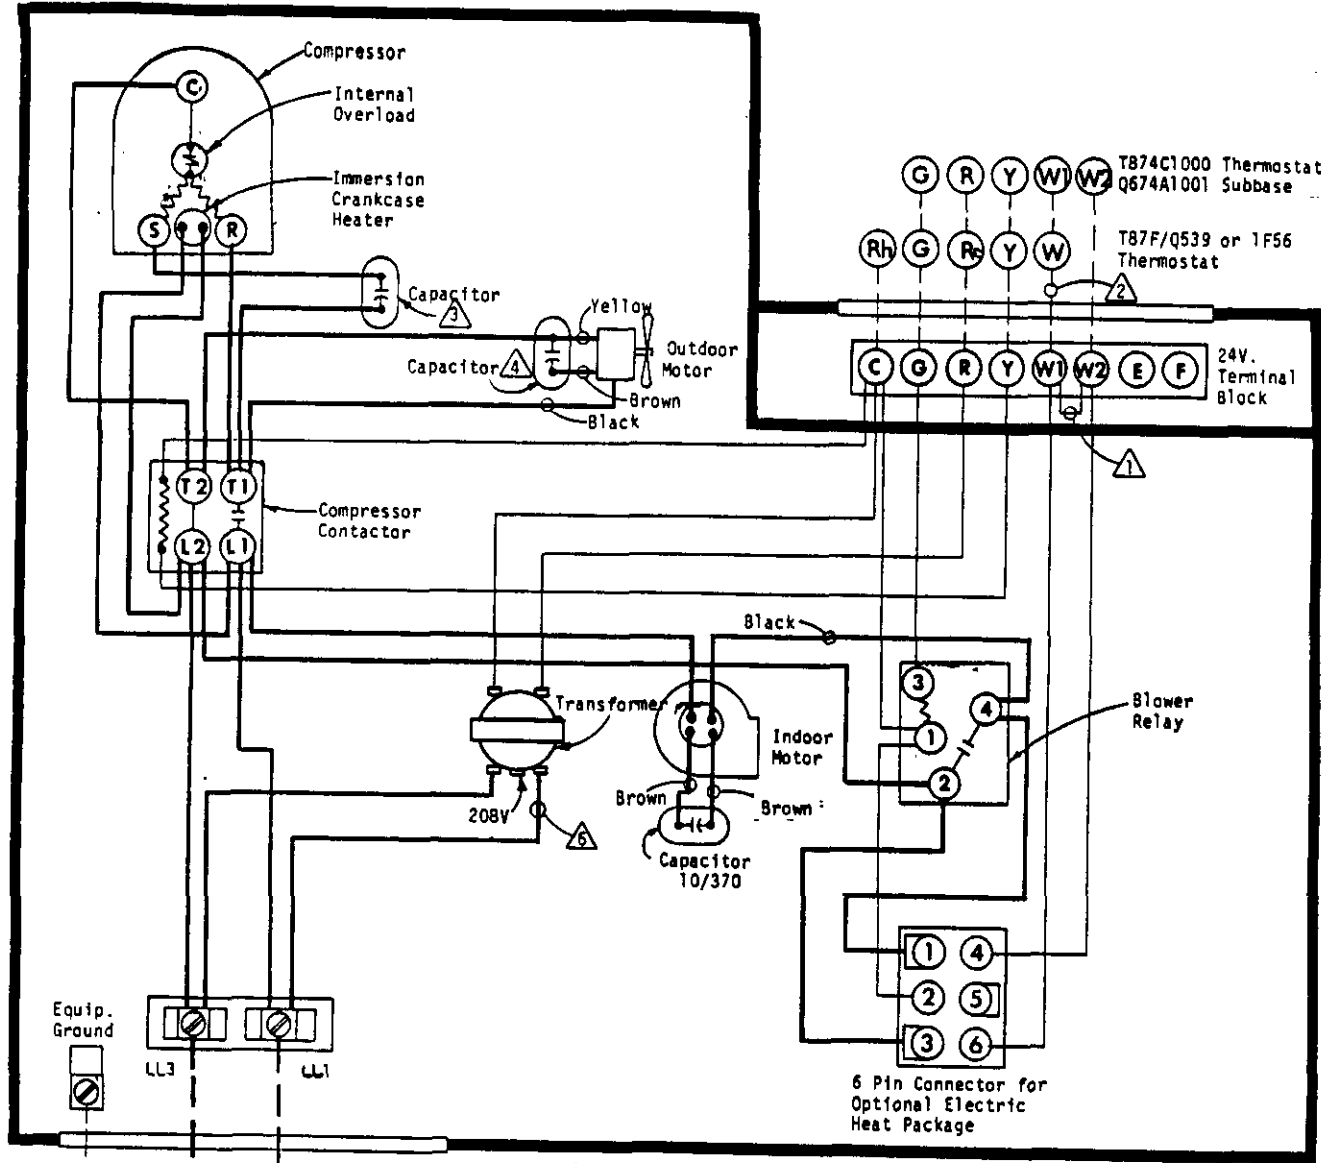 Compressor
C
Internal
Overload
Immersion
Crankcase
Heater
S
R
Capacitor
3
Yellow
Outdoor
Motor
Capacitor
4
Brown
Black
G
R
Y
W1
W2
T874C1000 Thermostat
Q674A1001 Subbase
Rh
G
Rc
Y
W
T87F/Q539 or 1F56
Thermostat
2
C
G
R
Y
W1
W2
E
F
24V.
Terminal
Block
1
T2
T1
L2
L1
Compressor
Contactor
Black
3
4
1
2
Blower
Relay
Transformer
Indoor
Motor
208V
6
Brown
Brown
Capacitor
10/370
1
4
2
5
3
6
6 Pin Connector for
Optional Electric
Heat Package
Equip.
Ground
LL3
LL1